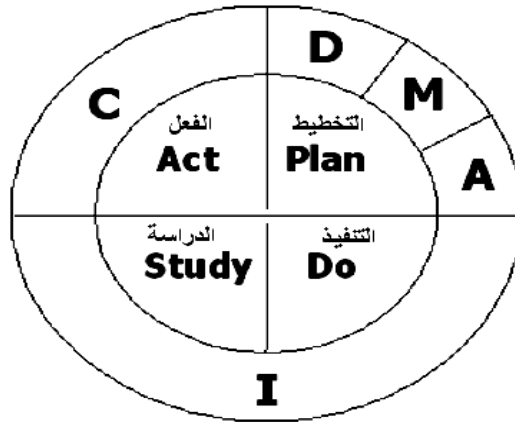 D
M
C
A
الفعل
Act
التخطيط
Plan
الدراسة
Study
التنفيذ
Do
I